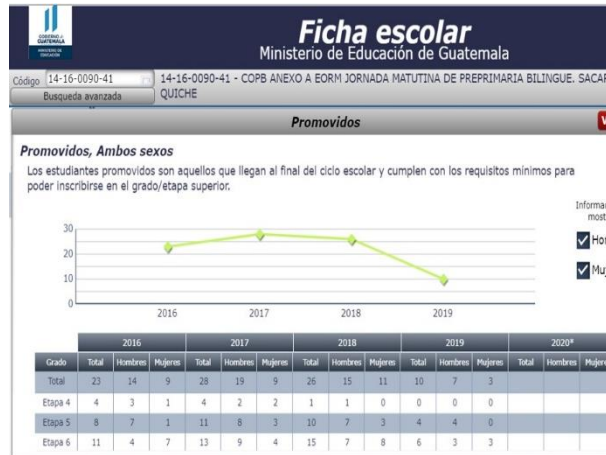 GOBIERNO de
GUATEMALA
MINISTERIO DE
EDUCACIÓN
Ficha escolar
Ministerio de Educación de Guatemala
Código 14-16-0090-41
14-16-0090-41 - COPB ANEXO A EORM JORNADA MATUTINA DE PREPRIMARIA BILINGUE. SACAP
Busqueda avanzada
QUICHE
Promovidos
V
Promovidos, Ambos sexos
Los estudiantes promovidos son aquellos que llegan al final del ciclo escolar y cumplen con los requisitos mínimos para
poder inscribirse en el grado/etapa superior.
Informac
most
Hom
Muj
30
20
10
0
2016 2017 2018 2019
2016 2017 2018 2019 2020*
Grado Total Hombres Mujeres Total Hombres Mujeres Total Hombres Mujeres Total Hombres Mujeres Total Hombres Mujere
Total 23 14 9 28 19 9 26 15 11 10 7 3
Etapa 4 4 3 1 4 2 2 1 1 0 0 0 0
Etapa 5 8 7 1 11 8 3 10 7 3 4 4 0
Etapa 6 11 4 7 13 9 4 15 7 8 6 3 3